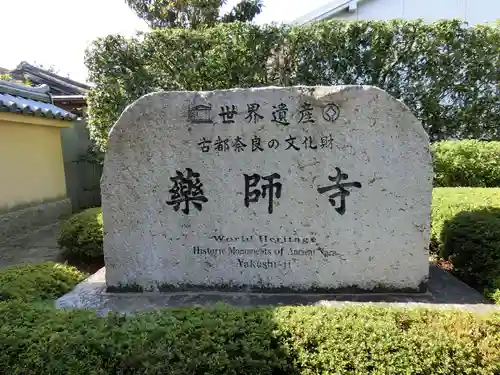 世界遺産
古都奈良の文化財
藥師寺
World Heritage
Historic Monuments of Ancient Nara
Yakushi-Ji